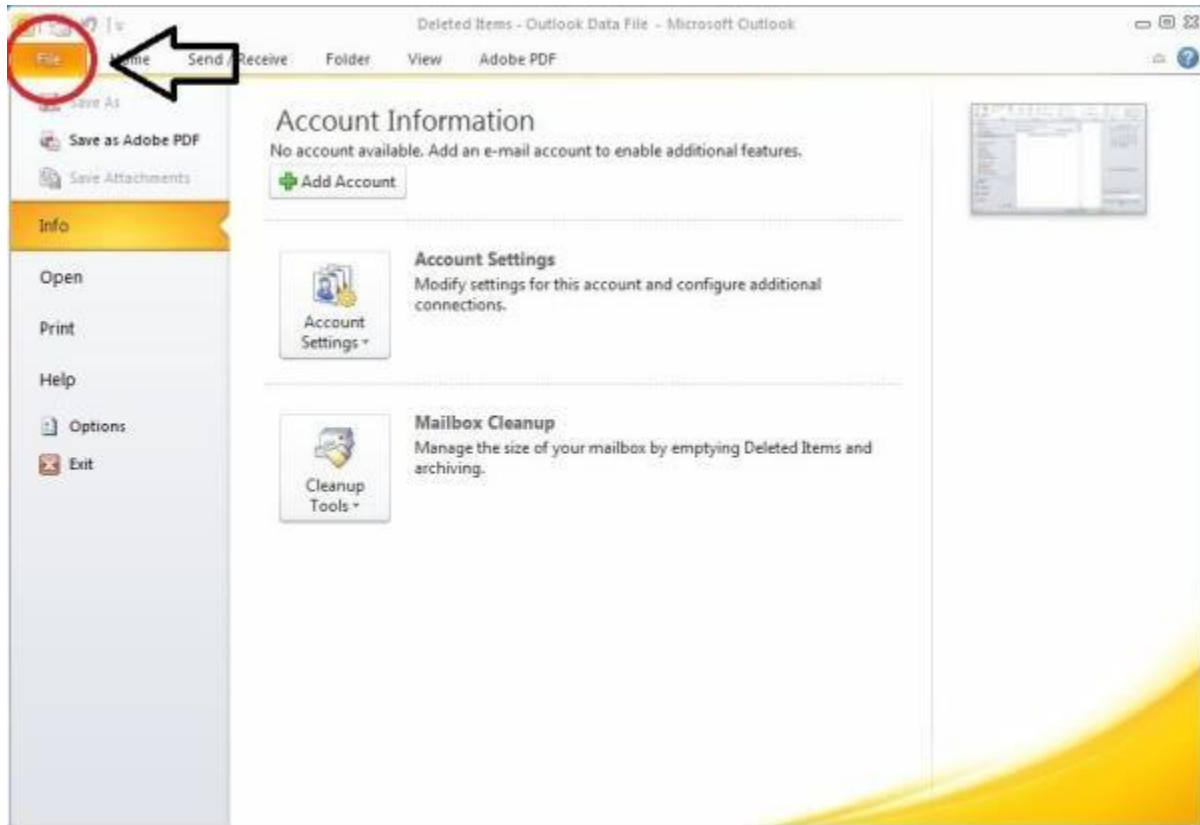 Deleted Items - Outlook Data File - Microsoft Outlook
File Home Send / Receive Folder View Adobe PDF
Save As
Save as Adobe PDF
Save Attachments
Info
Open
Print
Help
Options
Exit
Account Information
No account available. Add an e-mail account to enable additional features.
Add Account
Account Settings
Modify settings for this account and configure additional
connections.
Account
Settings
Mailbox Cleanup
Manage the size of your mailbox by emptying Deleted Items and
archiving.
Cleanup
Tools